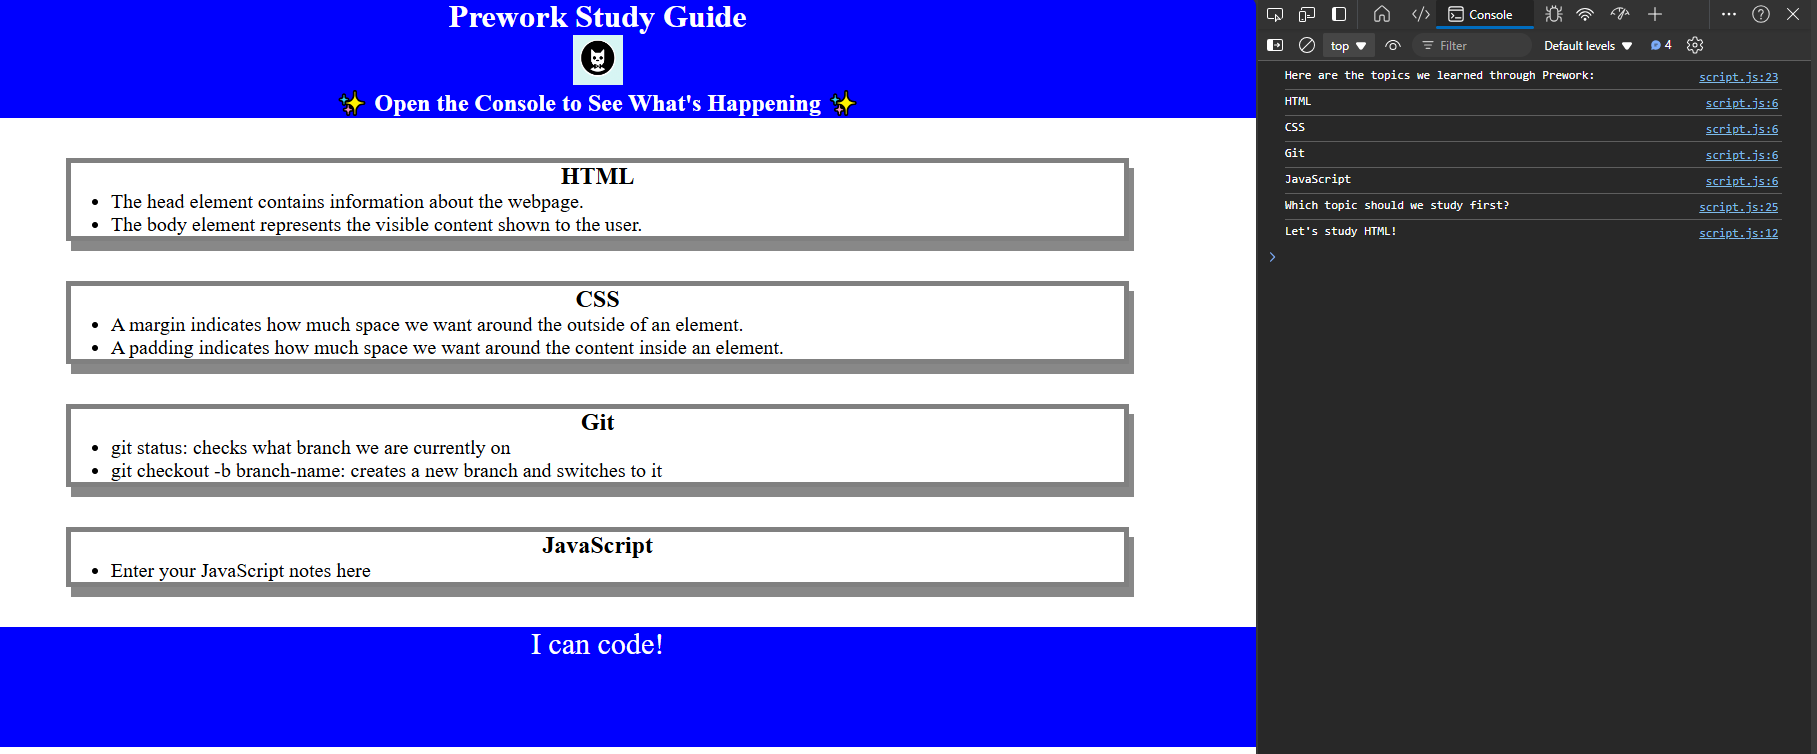 Prework Study Guide
✨ Open the Console to See What's Happening ✨
HTML
• The head element contains information about the webpage.
• The body element represents the visible content shown to the user.
CSS
• A margin indicates how much space we want around the outside of an element.
• A padding indicates how much space we want around the content inside an element.
Git
• git status: checks what branch we are currently on
• git checkout -b branch-name: creates a new branch and switches to it
JavaScript
• Enter your JavaScript notes here
I can code!
Console
top
Filter
Default levels
4
Here are the topics we learned through Prework: script.js:23
HTML script.js:6
CSS script.js:6
Git script.js:6
JavaScript script.js:6
Which topic should we study first? script.js:25
Let's study HTML! script.js:12